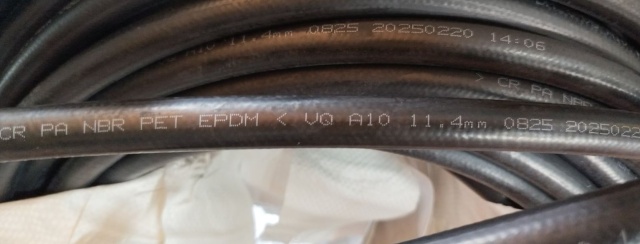 11.4mm 0825 20250220 14:06
> CR PA NBR
CR PA NBR PET EPDM < VQ A10 11.4mm 0825 2025022